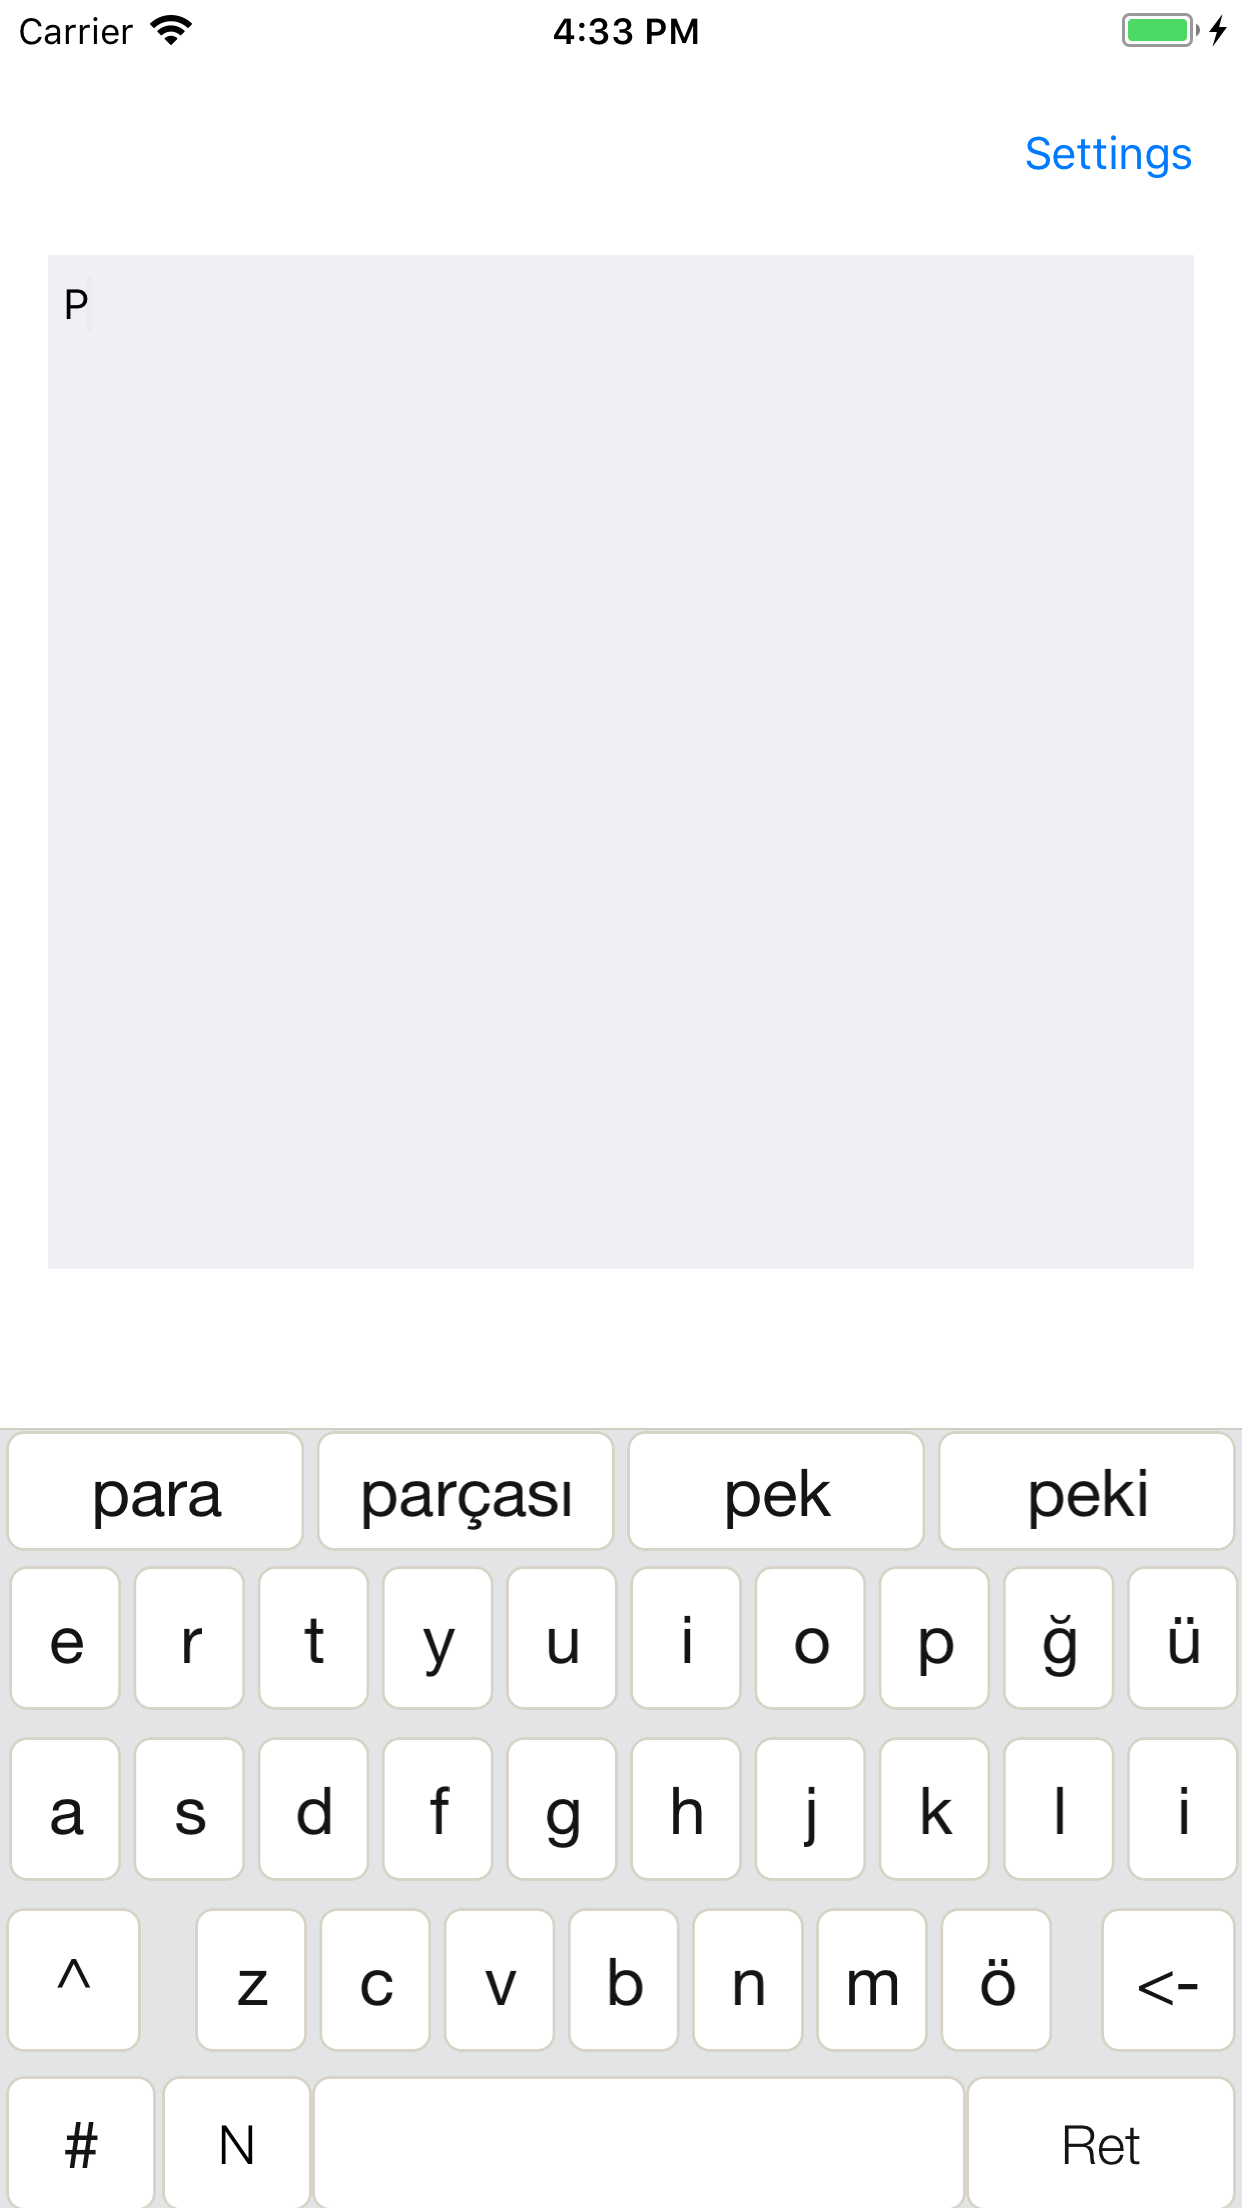 Carrier 4:33 PM
Settings
P
para parçası pek peki
e r t y u i o p ğ ü
a s d f g h j k l i
^ z c v b n m ö <-
# N Ret